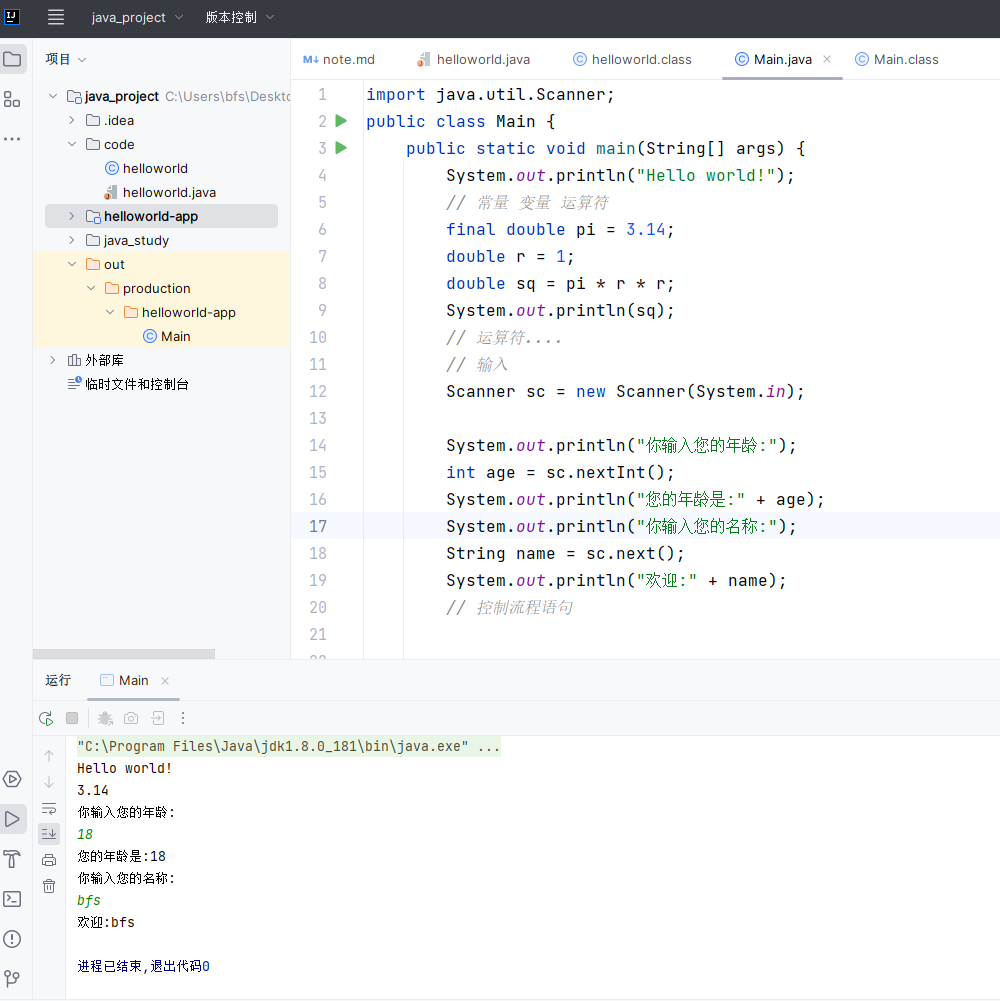 java_project 版本控制
项目
note.md helloworld.java helloworld.class Main.java Main.class
java_project C:\Users\bfs\Deskto
.idea
code
helloworld
helloworld.java
helloworld-app
java_study
out
production
helloworld-app
Main
外部库
临时文件和控制台
1 import java.util.Scanner;
2 public class Main {
3 public static void main(String[] args) {
4 System.out.println("Hello world!");
5 // 常量 变量 运算符
6 final double pi = 3.14;
7 double r = 1;
8 double sq = pi * r * r;
9 System.out.println(sq);
10 // 运算符....
11 // 输入
12 Scanner sc = new Scanner(System.in);
13
14 System.out.println("你输入您的年龄:");
15 int age = sc.nextInt();
16 System.out.println("您的年龄是:" + age);
17 System.out.println("你输入您的名称:");
18 String name = sc.next();
19 System.out.println("欢迎:" + name);
20 // 控制流程语句
21
运行 Main
"C:\Program Files\Java\jdk1.8.0_181\bin\java.exe" ...
Hello world!
3.14
你输入您的年龄:
18
您的年龄是:18
你输入您的名称:
bfs
欢迎:bfs
进程已结束,退出代码0